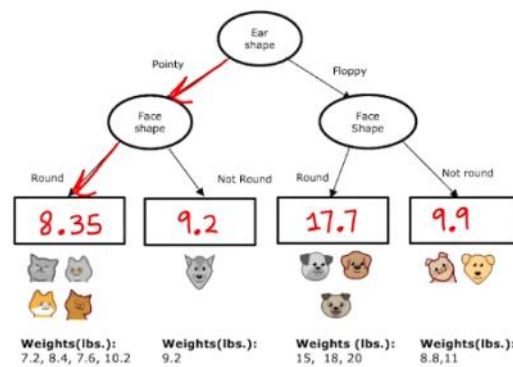 Ear
shape
Pointy
Floppy
Face
shape
Face
Shape
Round
Not Round
Round
Not round
8.35
9.2
17.7
9.9
Weights(lbs.):
7.2, 8.4, 7.6, 10.2
Weights(lbs.):
9.2
Weights (lbs.):
15, 18, 20
Weights(lbs.):
8.8,11